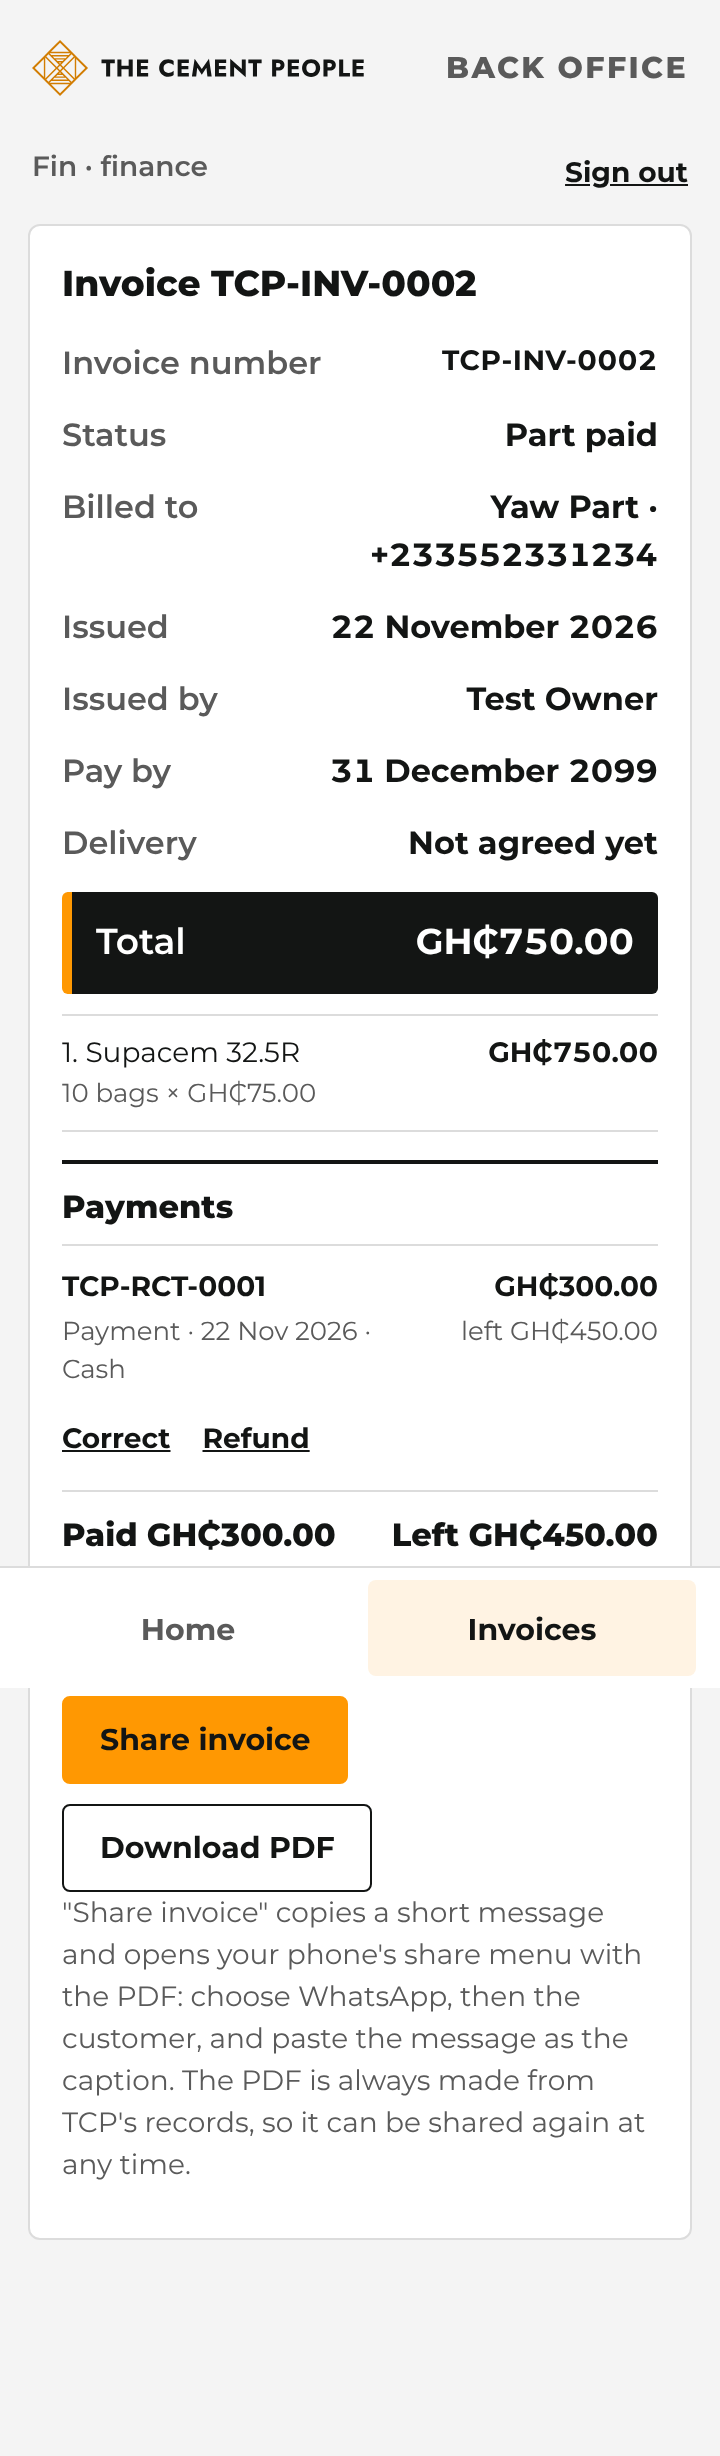 THE CEMENT PEOPLE
BACK OFFICE
Fin · finance
Sign out
Invoice TCP-INV-0002
Invoice number TCP-INV-0002
Status Part paid
Billed to Yaw Part ·
+233552331234
Issued 22 November 2026
Issued by Test Owner
Pay by 31 December 2099
Delivery Not agreed yet
Total GH₵750.00
1. Supacem 32.5R GH₵750.00
10 bags × GH₵75.00
Payments
TCP-RCT-0001 GH₵300.00
Payment · 22 Nov 2026 · left GH₵450.00
Cash
Correct Refund
Paid GH₵300.00 Left GH₵450.00
Home Invoices
Share invoice
Download PDF
"Share invoice" copies a short message
and opens your phone's share menu with
the PDF: choose WhatsApp, then the
customer, and paste the message as the
caption. The PDF is always made from
TCP's records, so it can be shared again at
any time.